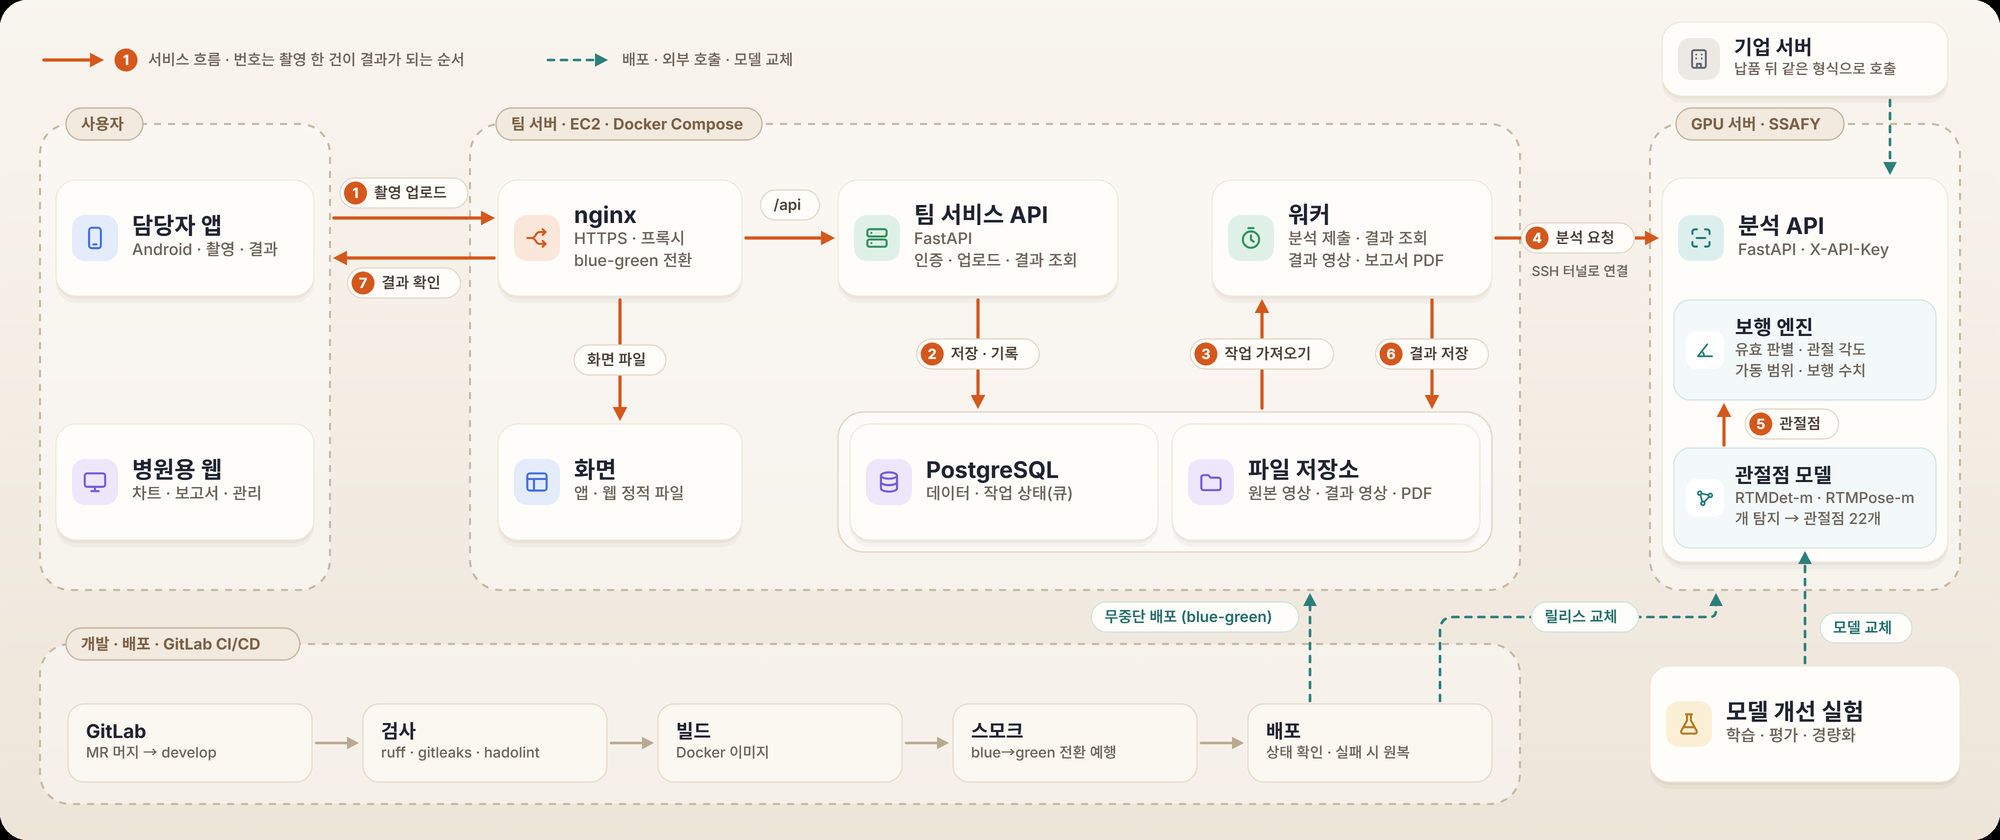 1 서비스 흐름 · 번호는 촬영 한 건이 결과가 되는 순서
배포 · 외부 호출 · 모델 교체
기업 서버
납품 뒤 같은 형식으로 호출
사용자
담당자 앱
Android · 촬영 · 결과
병원용 웹
차트 · 보고서 · 관리
1 촬영 업로드
7 결과 확인
팀 서버 · EC2 · Docker Compose
nginx
HTTPS · 프록시
blue-green 전환
/api
팀 서비스 API
FastAPI
인증 · 업로드 · 결과 조회
워커
분석 제출 · 결과 조회
결과 영상 · 보고서 PDF
화면 파일
2 저장 · 기록
3 작업 가져오기
6 결과 저장
화면
앱 · 웹 정적 파일
PostgreSQL
데이터 · 작업 상태(큐)
파일 저장소
원본 영상 · 결과 영상 · PDF
4 분석 요청
SSH 터널로 연결
GPU 서버 · SSAFY
분석 API
FastAPI · X-API-Key
보행 엔진
유효 판별 · 관절 각도
가동 범위 · 보행 수치
5 관절점
관절점 모델
RTMDet-m · RTMPose-m
개 탐지 → 관절점 22개
무중단 배포 (blue-green)
릴리스 교체
모델 교체
개발 · 배포 · GitLab CI/CD
GitLab
MR 머지 → develop
검사
ruff · gitleaks · hadolint
빌드
Docker 이미지
스모크
blue→green 전환 예행
배포
상태 확인 · 실패 시 원복
모델 개선 실험
학습 · 평가 · 경량화